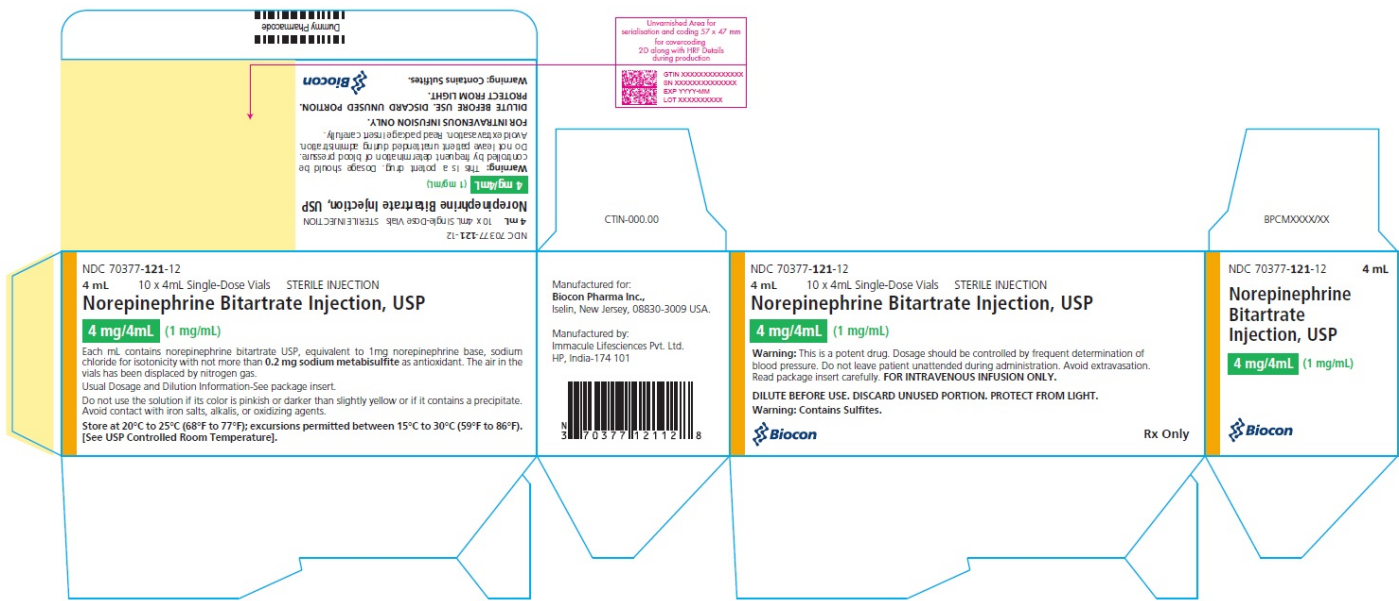 Dummy Pharmacode
Unvarnished Area for
serialisation and coding 57 x 47 mm
for covercoding
2D along with HRF Details
during production
GTIN XXXXXXXXXXXXXX
SN XXXXXXXXXXXXXX
EXP YYYY-MM
LOT XXXXXXXXXX
NDC 70377-121-12
4 mL 10 x 4mL Single-Dose Vials STERILE INJECTION
Norepinephrine Bitartrate Injection, USP
4 mg/4mL (1 mg/mL)
Warning: This is a potent drug. Dosage should be
controlled by frequent determination of blood pressure.
Do not leave patient unattended during administration.
Avoid extravasation. Read package insert carefully.
FOR INTRAVENOUS INFUSION ONLY.
DILUTE BEFORE USE. DISCARD UNUSED PORTION.
PROTECT FROM LIGHT.
Warning: Contains Sulfites.
Biocon
CTIN-000.00
BPCMXXXX/XX
NDC 70377-121-12
4 mL 10 x 4mL Single-Dose Vials STERILE INJECTION
Norepinephrine Bitartrate Injection, USP
4 mg/4mL (1 mg/mL)
Each mL contains norepinephrine bitartrate USP, equivalent to 1mg norepinephrine base, sodium
chloride for isotonicity with not more than 0.2 mg sodium metabisulfite as antioxidant. The air in the
vials has been displaced by nitrogen gas.
Usual Dosage and Dilution Information-See package insert.
Do not use the solution if its color is pinkish or darker than slightly yellow or if it contains a precipitate.
Avoid contact with iron salts, alkalis, or oxidizing agents.
Store at 20°C to 25°C (68°F to 77°F); excursions permitted between 15°C to 30°C (59°F to 86°F).
[See USP Controlled Room Temperature].
Manufactured for:
Biocon Pharma Inc.,
Iselin, New Jersey, 08830-3009 USA.
Manufactured by:
Immacule Lifesciences Pvt. Ltd.
HP, India-174 101
N
3 70377 12112 8
NDC 70377-121-12
4 mL 10 x 4mL Single-Dose Vials STERILE INJECTION
Norepinephrine Bitartrate Injection, USP
4 mg/4mL (1 mg/mL)
Warning: This is a potent drug. Dosage should be controlled by frequent determination of
blood pressure. Do not leave patient unattended during administration. Avoid extravasation.
Read package insert carefully. FOR INTRAVENOUS INFUSION ONLY.
DILUTE BEFORE USE. DISCARD UNUSED PORTION. PROTECT FROM LIGHT.
Warning: Contains Sulfites.
Biocon Rx Only
NDC 70377-121-12 4 mL
Norepinephrine
Bitartrate
Injection, USP
4 mg/4mL (1 mg/mL)
Biocon